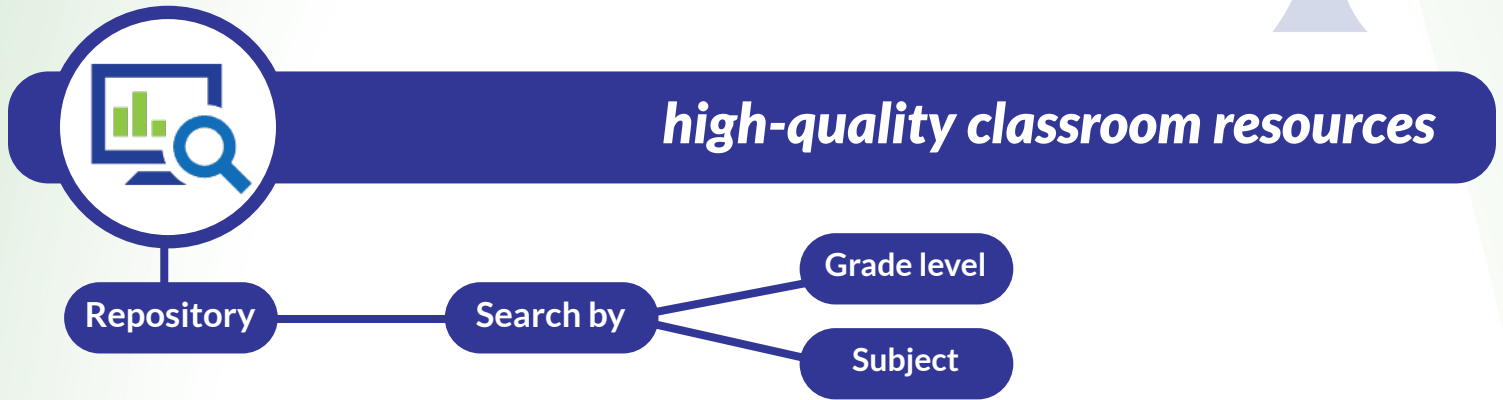 high-quality classroom resources
Repository
Search by
Grade level
Subject